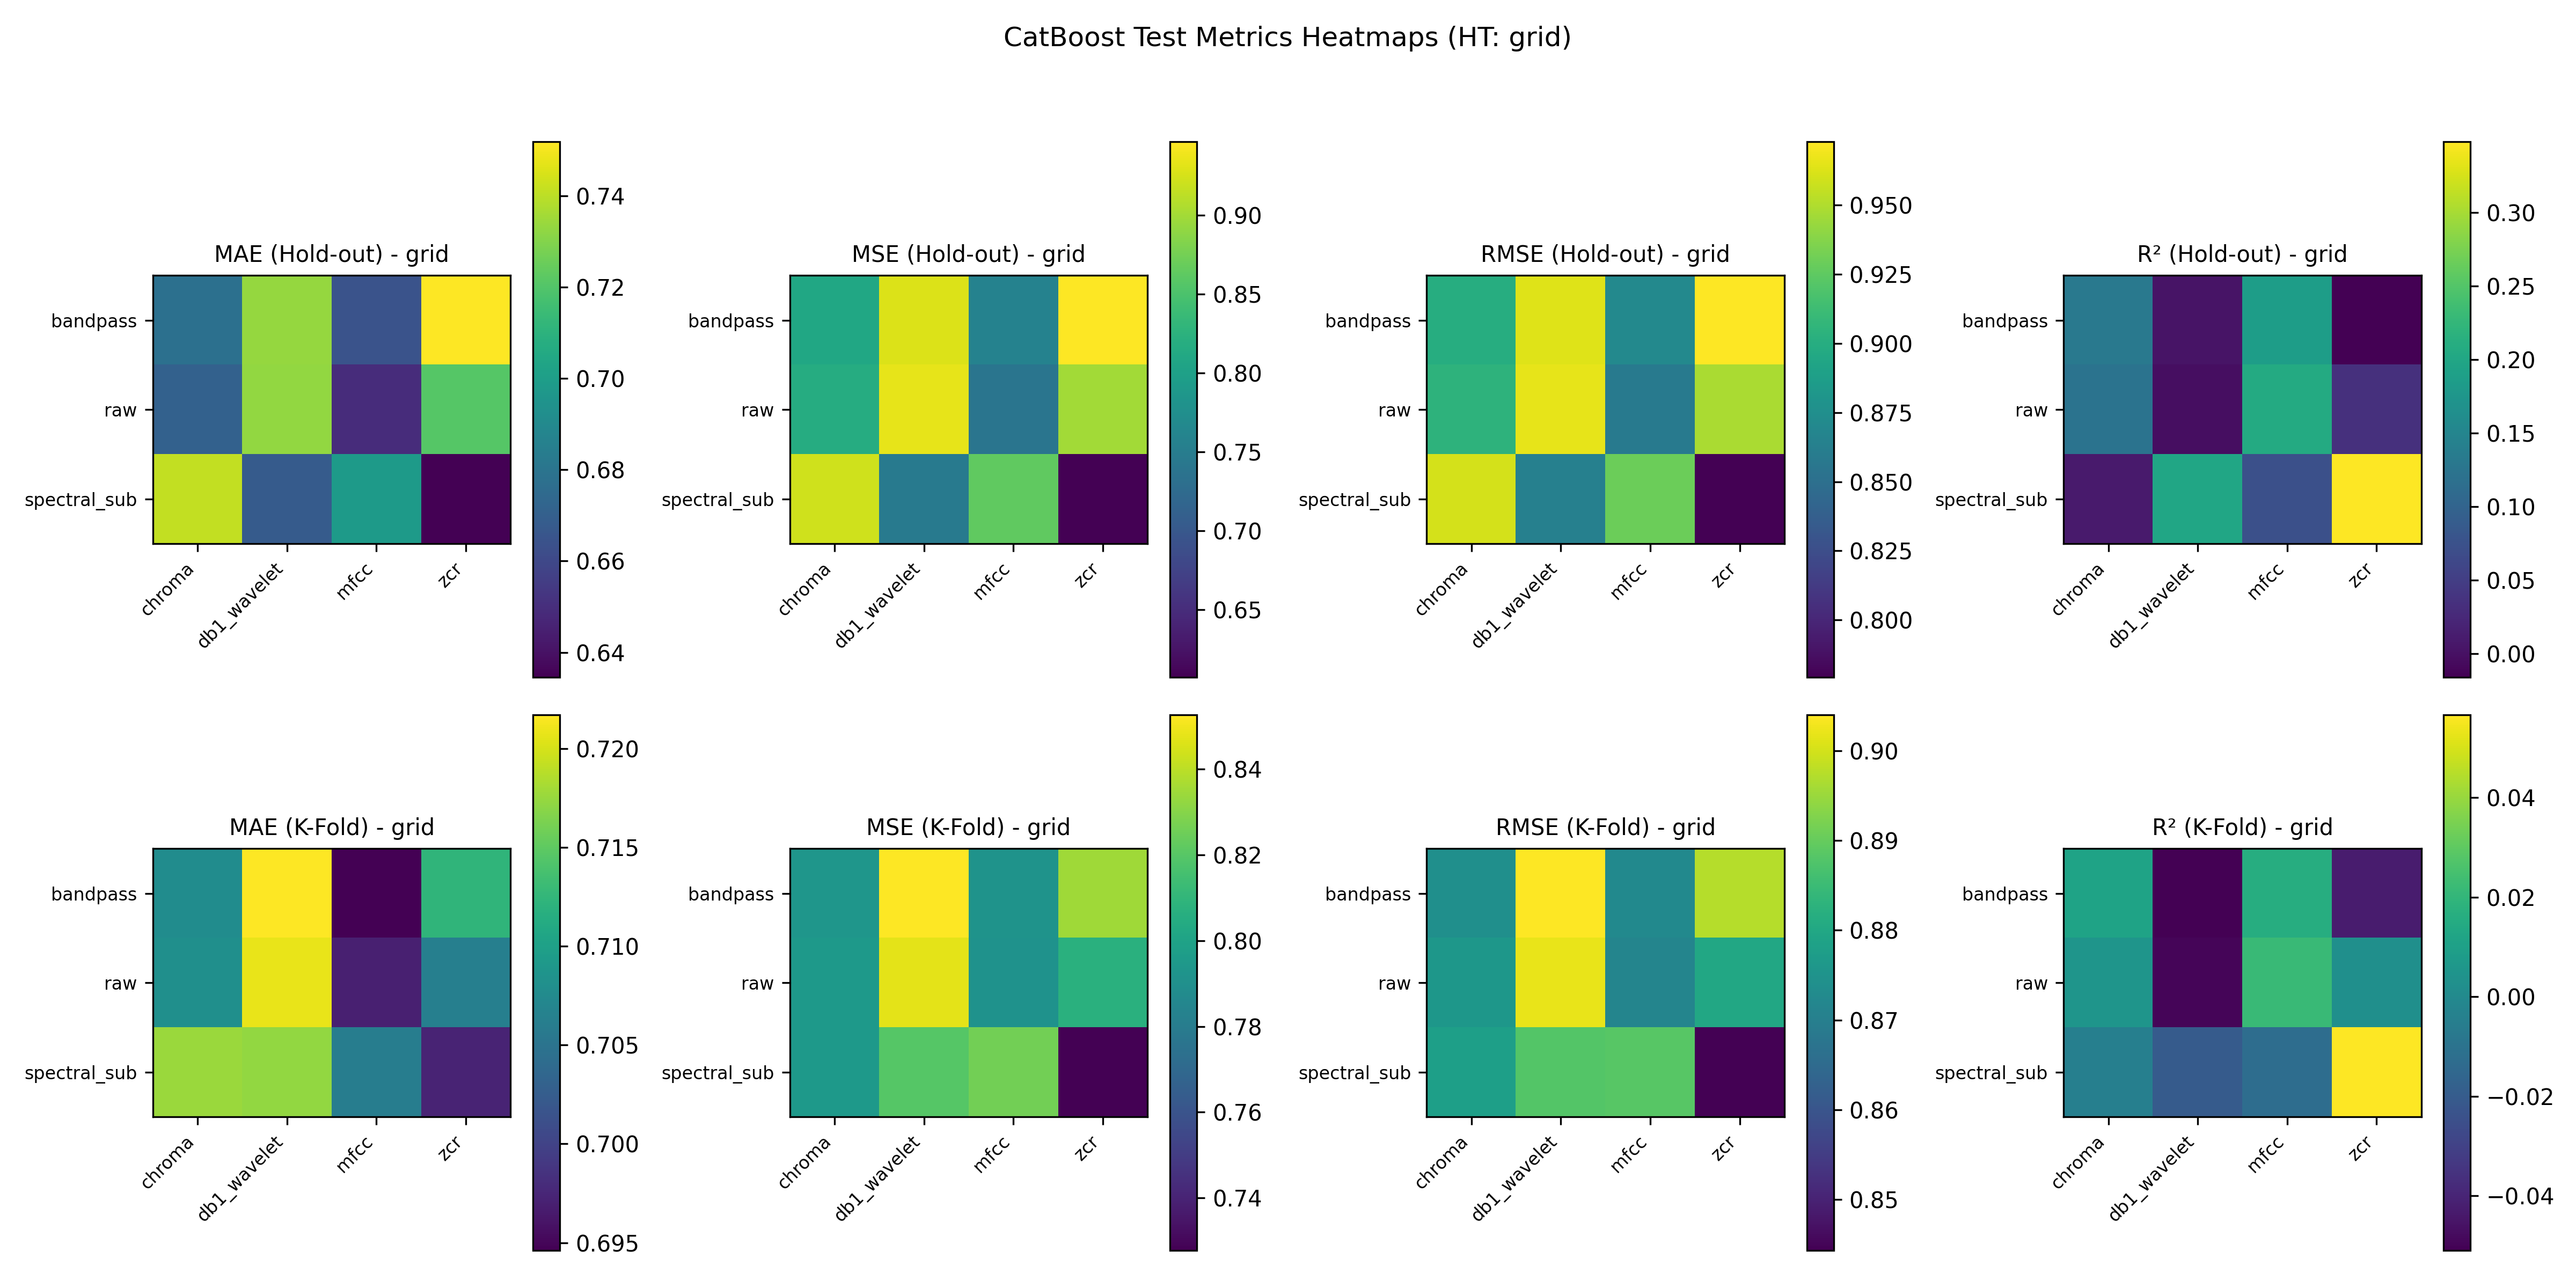 CatBoost Test Metrics Heatmaps (HT: grid)
MAE (Hold-out) - grid
bandpass
raw
spectral_sub
chroma
db1_wavelet
mfcc
zcr
0.74
0.72
0.70
0.68
0.66
0.64
MSE (Hold-out) - grid
bandpass
raw
spectral_sub
chroma
db1_wavelet
mfcc
zcr
0.90
0.85
0.80
0.75
0.70
0.65
RMSE (Hold-out) - grid
bandpass
raw
spectral_sub
chroma
db1_wavelet
mfcc
zcr
0.950
0.925
0.900
0.875
0.850
0.825
0.800
R² (Hold-out) - grid
bandpass
raw
spectral_sub
chroma
db1_wavelet
mfcc
zcr
0.30
0.25
0.20
0.15
0.10
0.05
0.00
MAE (K-Fold) - grid
bandpass
raw
spectral_sub
chroma
db1_wavelet
mfcc
zcr
0.720
0.715
0.710
0.705
0.700
0.695
MSE (K-Fold) - grid
bandpass
raw
spectral_sub
chroma
db1_wavelet
mfcc
zcr
0.84
0.82
0.80
0.78
0.76
0.74
RMSE (K-Fold) - grid
bandpass
raw
spectral_sub
chroma
db1_wavelet
mfcc
zcr
0.90
0.89
0.88
0.87
0.86
0.85
R² (K-Fold) - grid
bandpass
raw
spectral_sub
chroma
db1_wavelet
mfcc
zcr
0.04
0.02
0.00
−0.02
−0.04